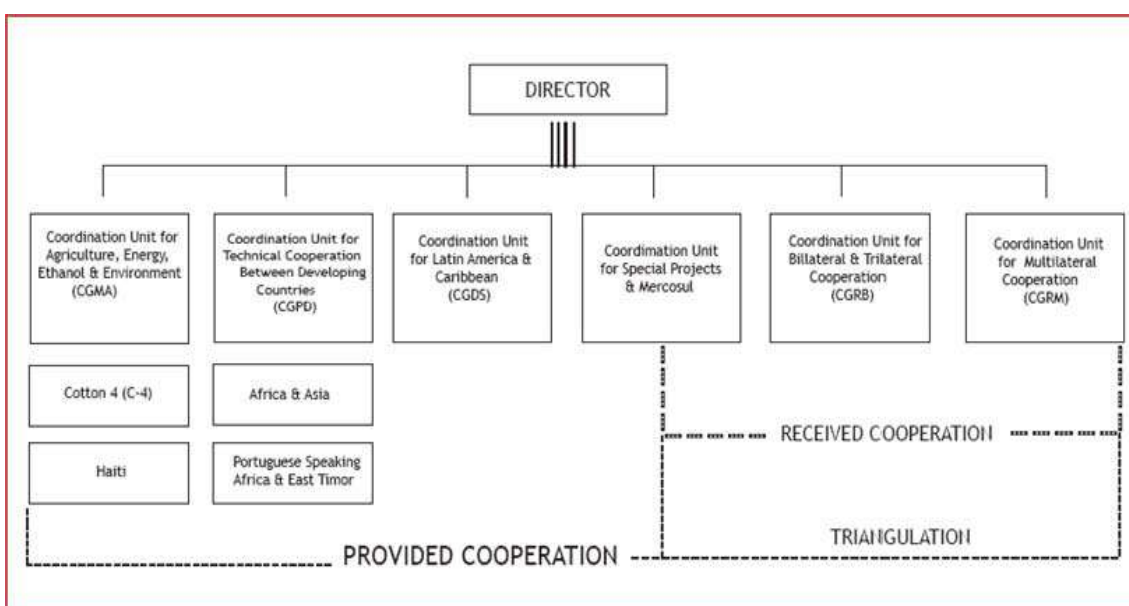 DIRECTOR
Coordination Unit for
Agriculture, Energy,
Ethanol & Environment
(CGMA)
Coordination Unit for
Technical Cooperation
Between Developing
Countries
(CGPD)
Coordination Unit
for Latin America &
Caribbean
(CGDS)
Coordimation Unit
for Special Projects
& Mercosul
Coordination Unit for
Billateral & Trilateral
Cooperation
(CGRB)
Coordination Unit
for Multilateral
Cooperation
(CGRM)
Cotton 4 (C-4)
Africa & Asia
Haiti
Portuguese Speaking
Africa & East Timor
RECEIVED COOPERATION
TRIANGULATION
PROVIDED COOPERATION